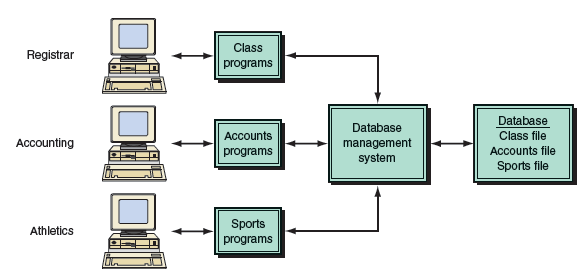 Registrar
Class
programs
Accounting
Accounts
programs
Database
management
system
Database
Class file
Accounts file
Sports file
Athletics
Sports
programs